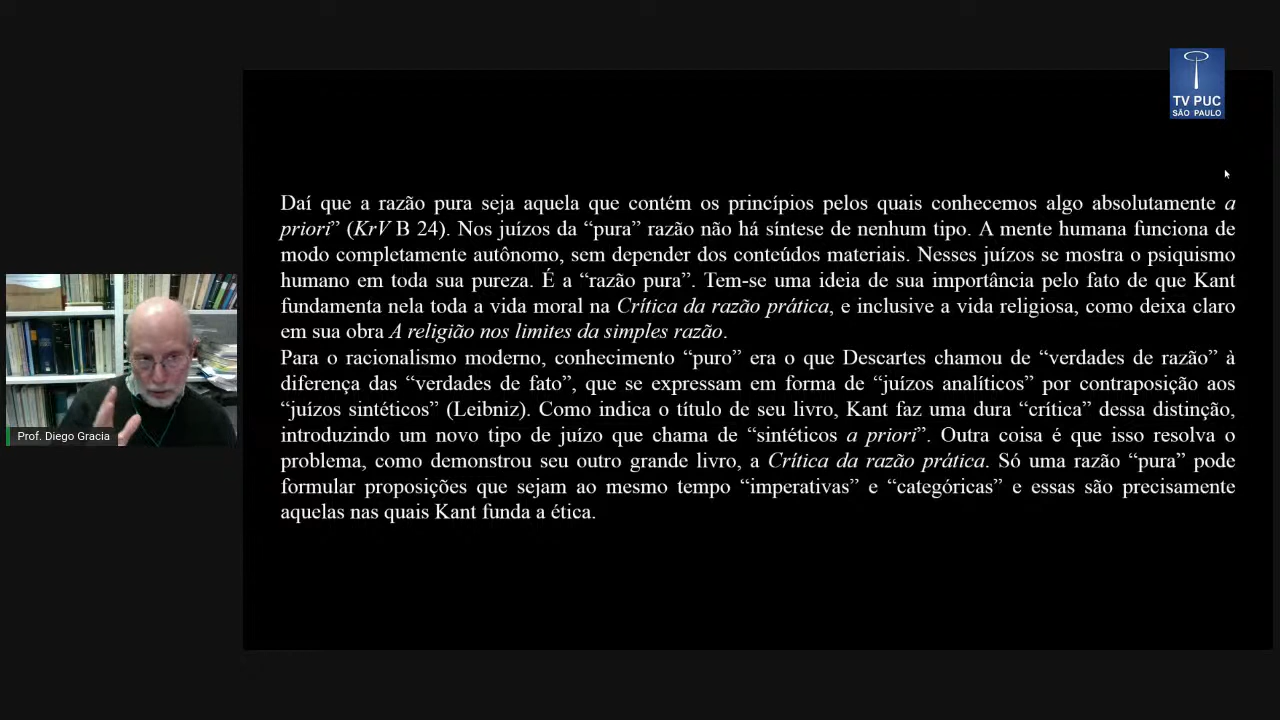 TV PUC
SÃO PAULO
Daí que a razão pura seja aquela que contém os princípios pelos quais conhecemos algo absolutamente a
priori” (KrV B 24). Nos juízos da “pura” razão não há síntese de nenhum tipo. A mente humana funciona de
modo completamente autônomo, sem depender dos conteúdos materiais. Nesses juízos se mostra o psiquismo
humano em toda sua pureza. É a “razão pura”. Tem-se uma ideia de sua importância pelo fato de que Kant
fundamenta nela toda a vida moral na Crítica da razão prática, e inclusive a vida religiosa, como deixa claro
em sua obra A religião nos limites da simples razão.
Para o racionalismo moderno, conhecimento “puro” era o que Descartes chamou de “verdades de razão” à
diferença das “verdades de fato”, que se expressam em forma de “juízos analíticos” por contraposição aos
“juízos sintéticos” (Leibniz). Como indica o título de seu livro, Kant faz uma dura “crítica” dessa distinção,
introduzindo um novo tipo de juízo que chama de “sintéticos a priori”. Outra coisa é que isso resolva o
problema, como demonstrou seu outro grande livro, a Crítica da razão prática. Só uma razão “pura” pode
formular proposições que sejam ao mesmo tempo “imperativas” e “categóricas” e essas são precisamente
aquelas nas quais Kant funda a ética.
Prof. Diego Gracia